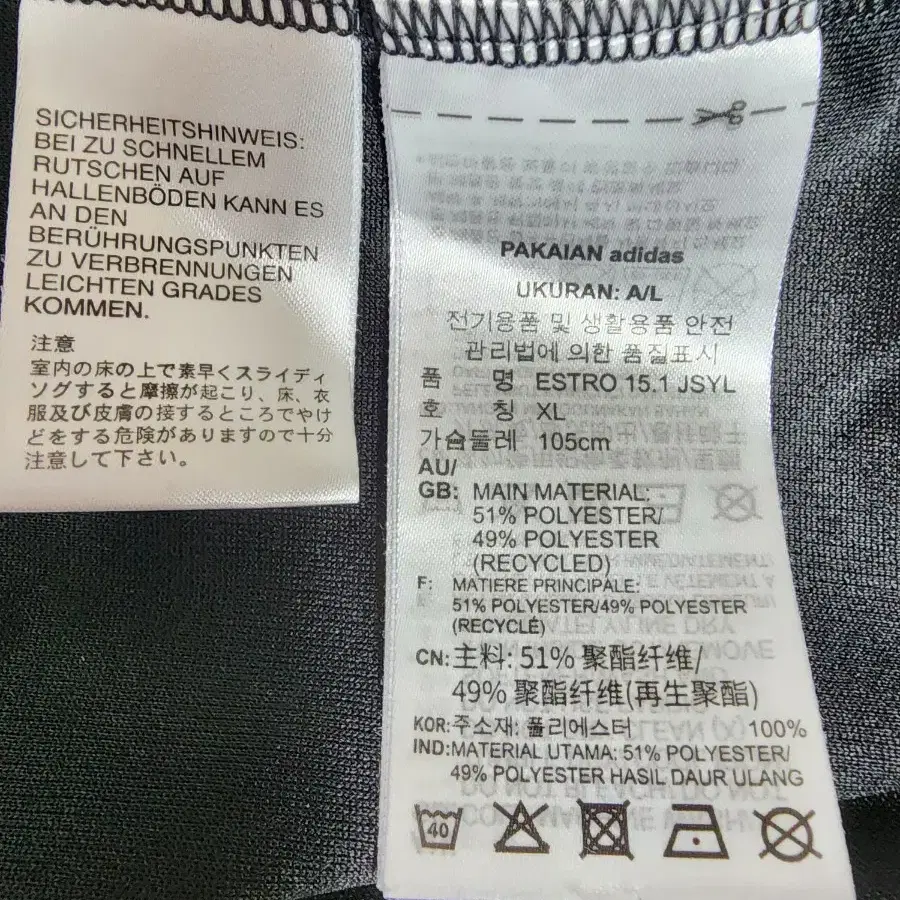 SICHERHEITSHINWEIS:
BEI ZU SCHNELLEM
RUTSCHEN AUF
HALLENBÖDEN KANN ES
AN DEN
BERÜHRUNGSPUNKTEN
ZU VERBRENNUNGEN
LEICHTEN GRADES
KOMMEN.
注意
室内の床の上で素早くスライディ
ングすると摩擦が起こり、床、衣
服及び皮膚の接するところでやけ
どをする危険がありますので十分
注意して下さい。
PAKAIAN adidas
UKURAN: A/L
전기용품 및 생활용품 안전
관리법에 의한 품질표시
품 명 ESTRO 15.1 JSYL
호 칭 XL
가슴둘레 105cm
AU/
GB: MAIN MATERIAL:
51% POLYESTER/
49% POLYESTER
(RECYCLED)
F: MATIERE PRINCIPALE:
51% POLYESTER/49% POLYESTER
(RECYCLÉ)
CN: 主料: 51% 聚酯纤维/
49% 聚酯纤维(再生聚酯)
KOR: 주소재: 폴리에스터 100%
IND: MATERIAL UTAMA: 51% POLYESTER/
49% POLYESTER HASIL DAUR ULANG
40